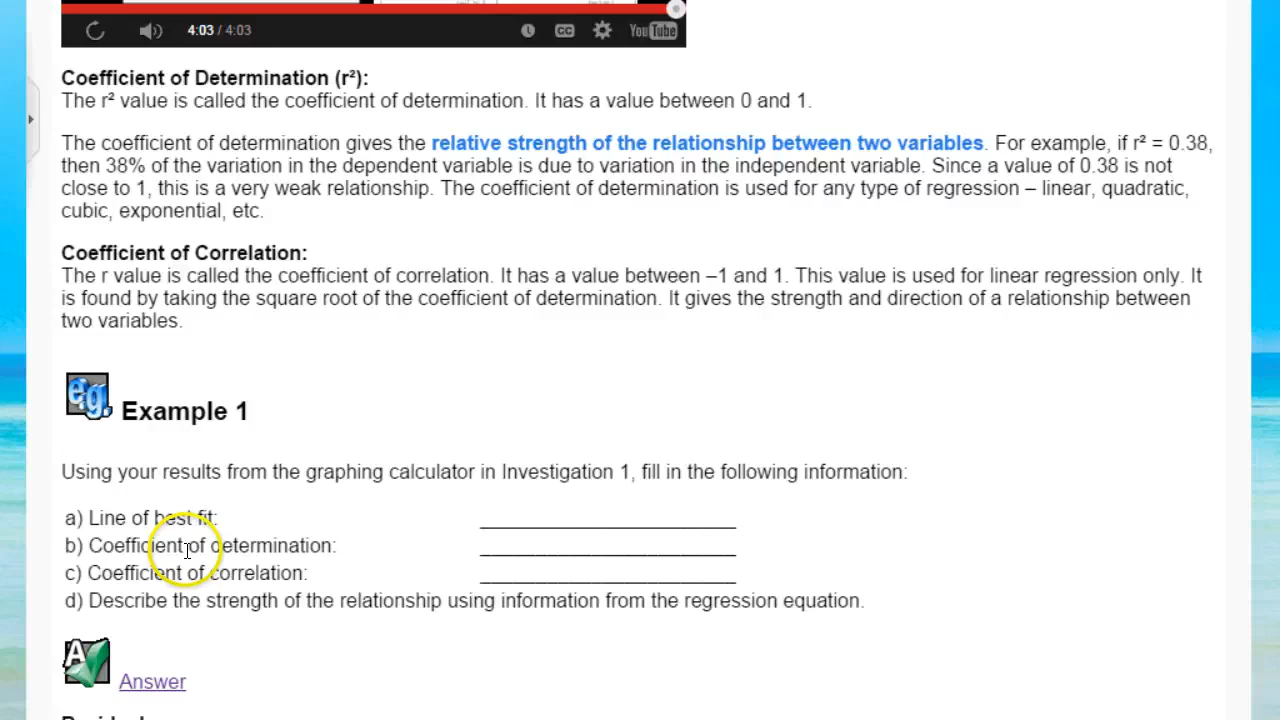 4:03 / 4:03
CC
YouTube
Coefficient of Determination (r²):
The r² value is called the coefficient of determination. It has a value between 0 and 1.
The coefficient of determination gives the relative strength of the relationship between two variables. For example, if r² = 0.38,
then 38% of the variation in the dependent variable is due to variation in the independent variable. Since a value of 0.38 is not
close to 1, this is a very weak relationship. The coefficient of determination is used for any type of regression – linear, quadratic,
cubic, exponential, etc.
Coefficient of Correlation:
The r value is called the coefficient of correlation. It has a value between –1 and 1. This value is used for linear regression only. It
is found by taking the square root of the coefficient of determination. It gives the strength and direction of a relationship between
two variables.
e.g. Example 1
Using your results from the graphing calculator in Investigation 1, fill in the following information:
a) Line of best fit: _______________________
b) Coefficient of determination: _______________________
c) Coefficient of correlation: _______________________
d) Describe the strength of the relationship using information from the regression equation.
A Answer